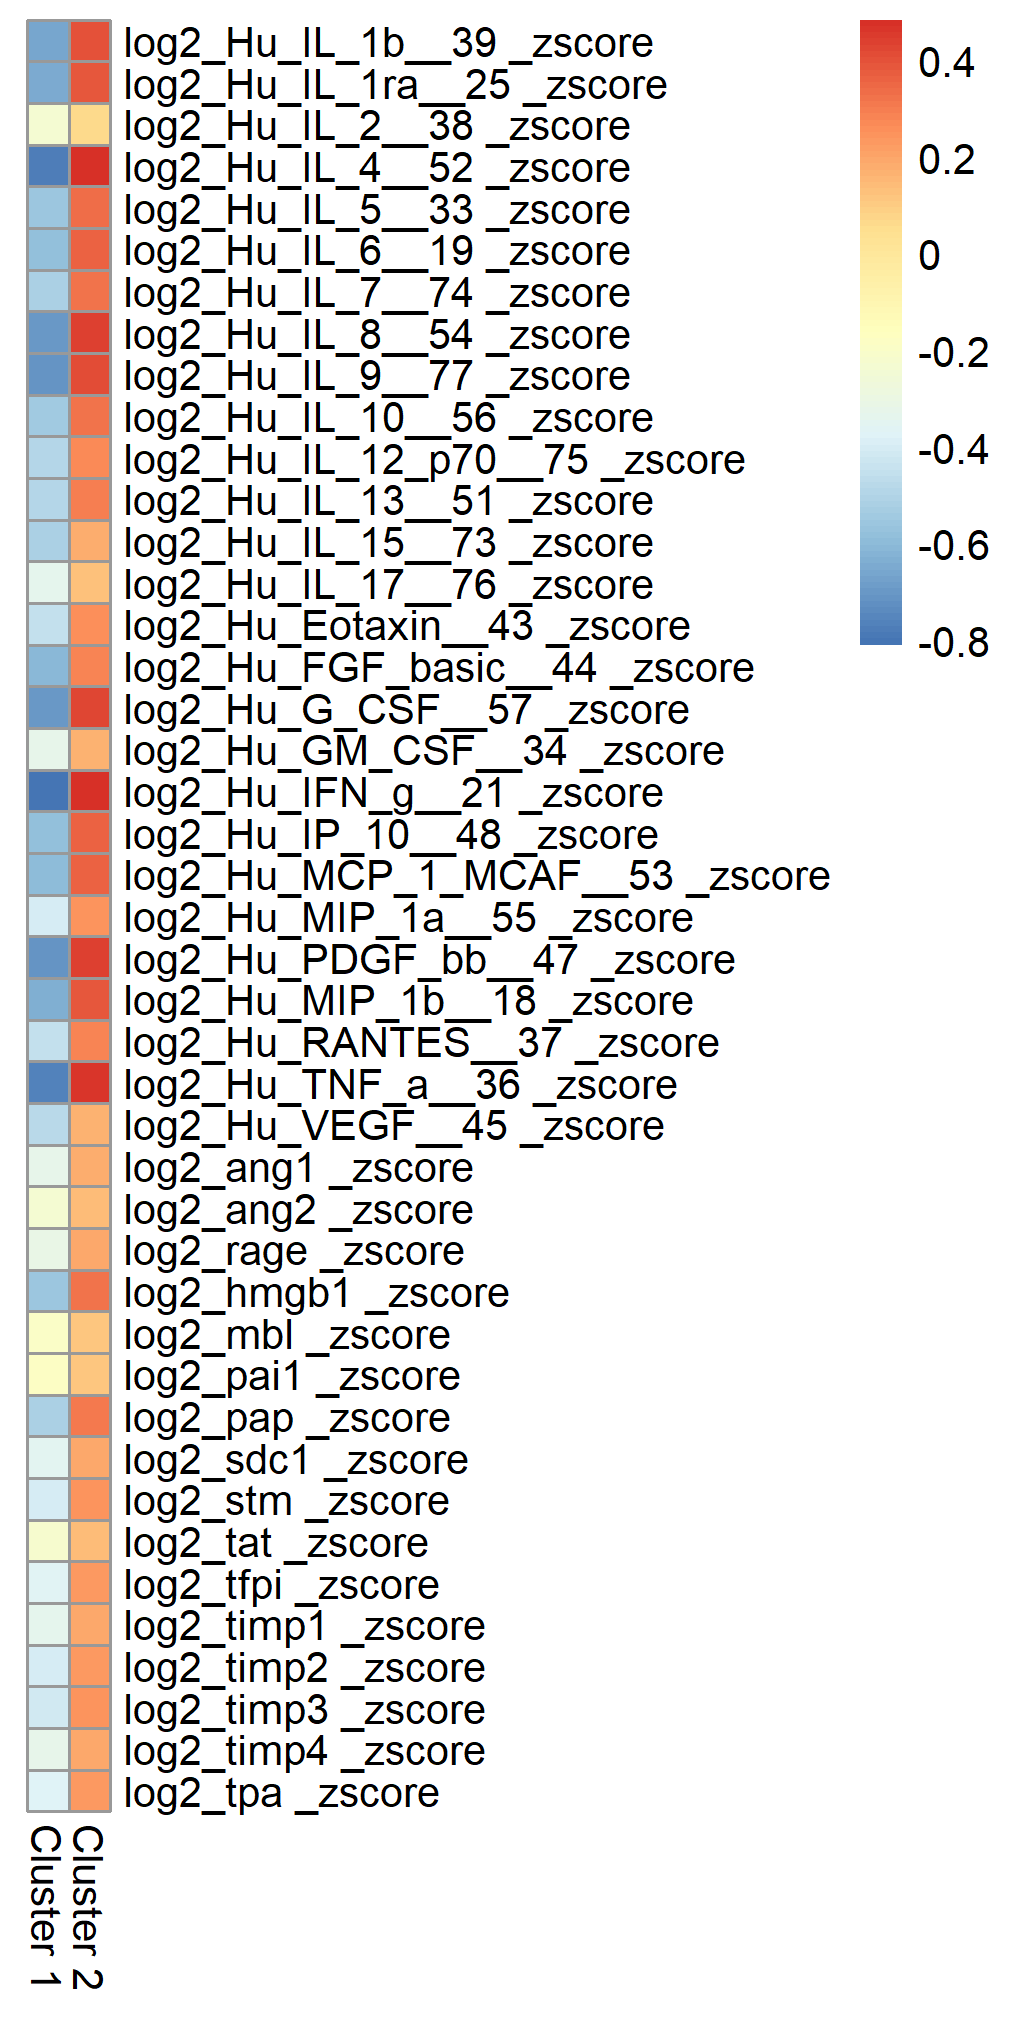 log2_Hu_IL_1b__39 _zscore
log2_Hu_IL_1ra__25 _zscore
log2_Hu_IL_2__38 _zscore
log2_Hu_IL_4__52 _zscore
log2_Hu_IL_5__33 _zscore
log2_Hu_IL_6__19 _zscore
log2_Hu_IL_7__74 _zscore
log2_Hu_IL_8__54 _zscore
log2_Hu_IL_9__77 _zscore
log2_Hu_IL_10__56 _zscore
log2_Hu_IL_12_p70__75 _zscore
log2_Hu_IL_13__51 _zscore
log2_Hu_IL_15__73 _zscore
log2_Hu_IL_17__76 _zscore
log2_Hu_Eotaxin__43 _zscore
log2_Hu_FGF_basic__44 _zscore
log2_Hu_G_CSF__57 _zscore
log2_Hu_GM_CSF__34 _zscore
log2_Hu_IFN_g__21 _zscore
log2_Hu_IP_10__48 _zscore
log2_Hu_MCP_1_MCAF__53 _zscore
log2_Hu_MIP_1a__55 _zscore
log2_Hu_PDGF_bb__47 _zscore
log2_Hu_MIP_1b__18 _zscore
log2_Hu_RANTES__37 _zscore
log2_Hu_TNF_a__36 _zscore
log2_Hu_VEGF__45 _zscore
log2_ang1 _zscore
log2_ang2 _zscore
log2_rage _zscore
log2_hmgb1 _zscore
log2_mbl _zscore
log2_pai1 _zscore
log2_pap _zscore
log2_sdc1 _zscore
log2_stm _zscore
log2_tat _zscore
log2_tfpi _zscore
log2_timp1 _zscore
log2_timp2 _zscore
log2_timp3 _zscore
log2_timp4 _zscore
log2_tpa _zscore
Cluster 1
Cluster 2
0.4
0.2
0
-0.2
-0.4
-0.6
-0.8